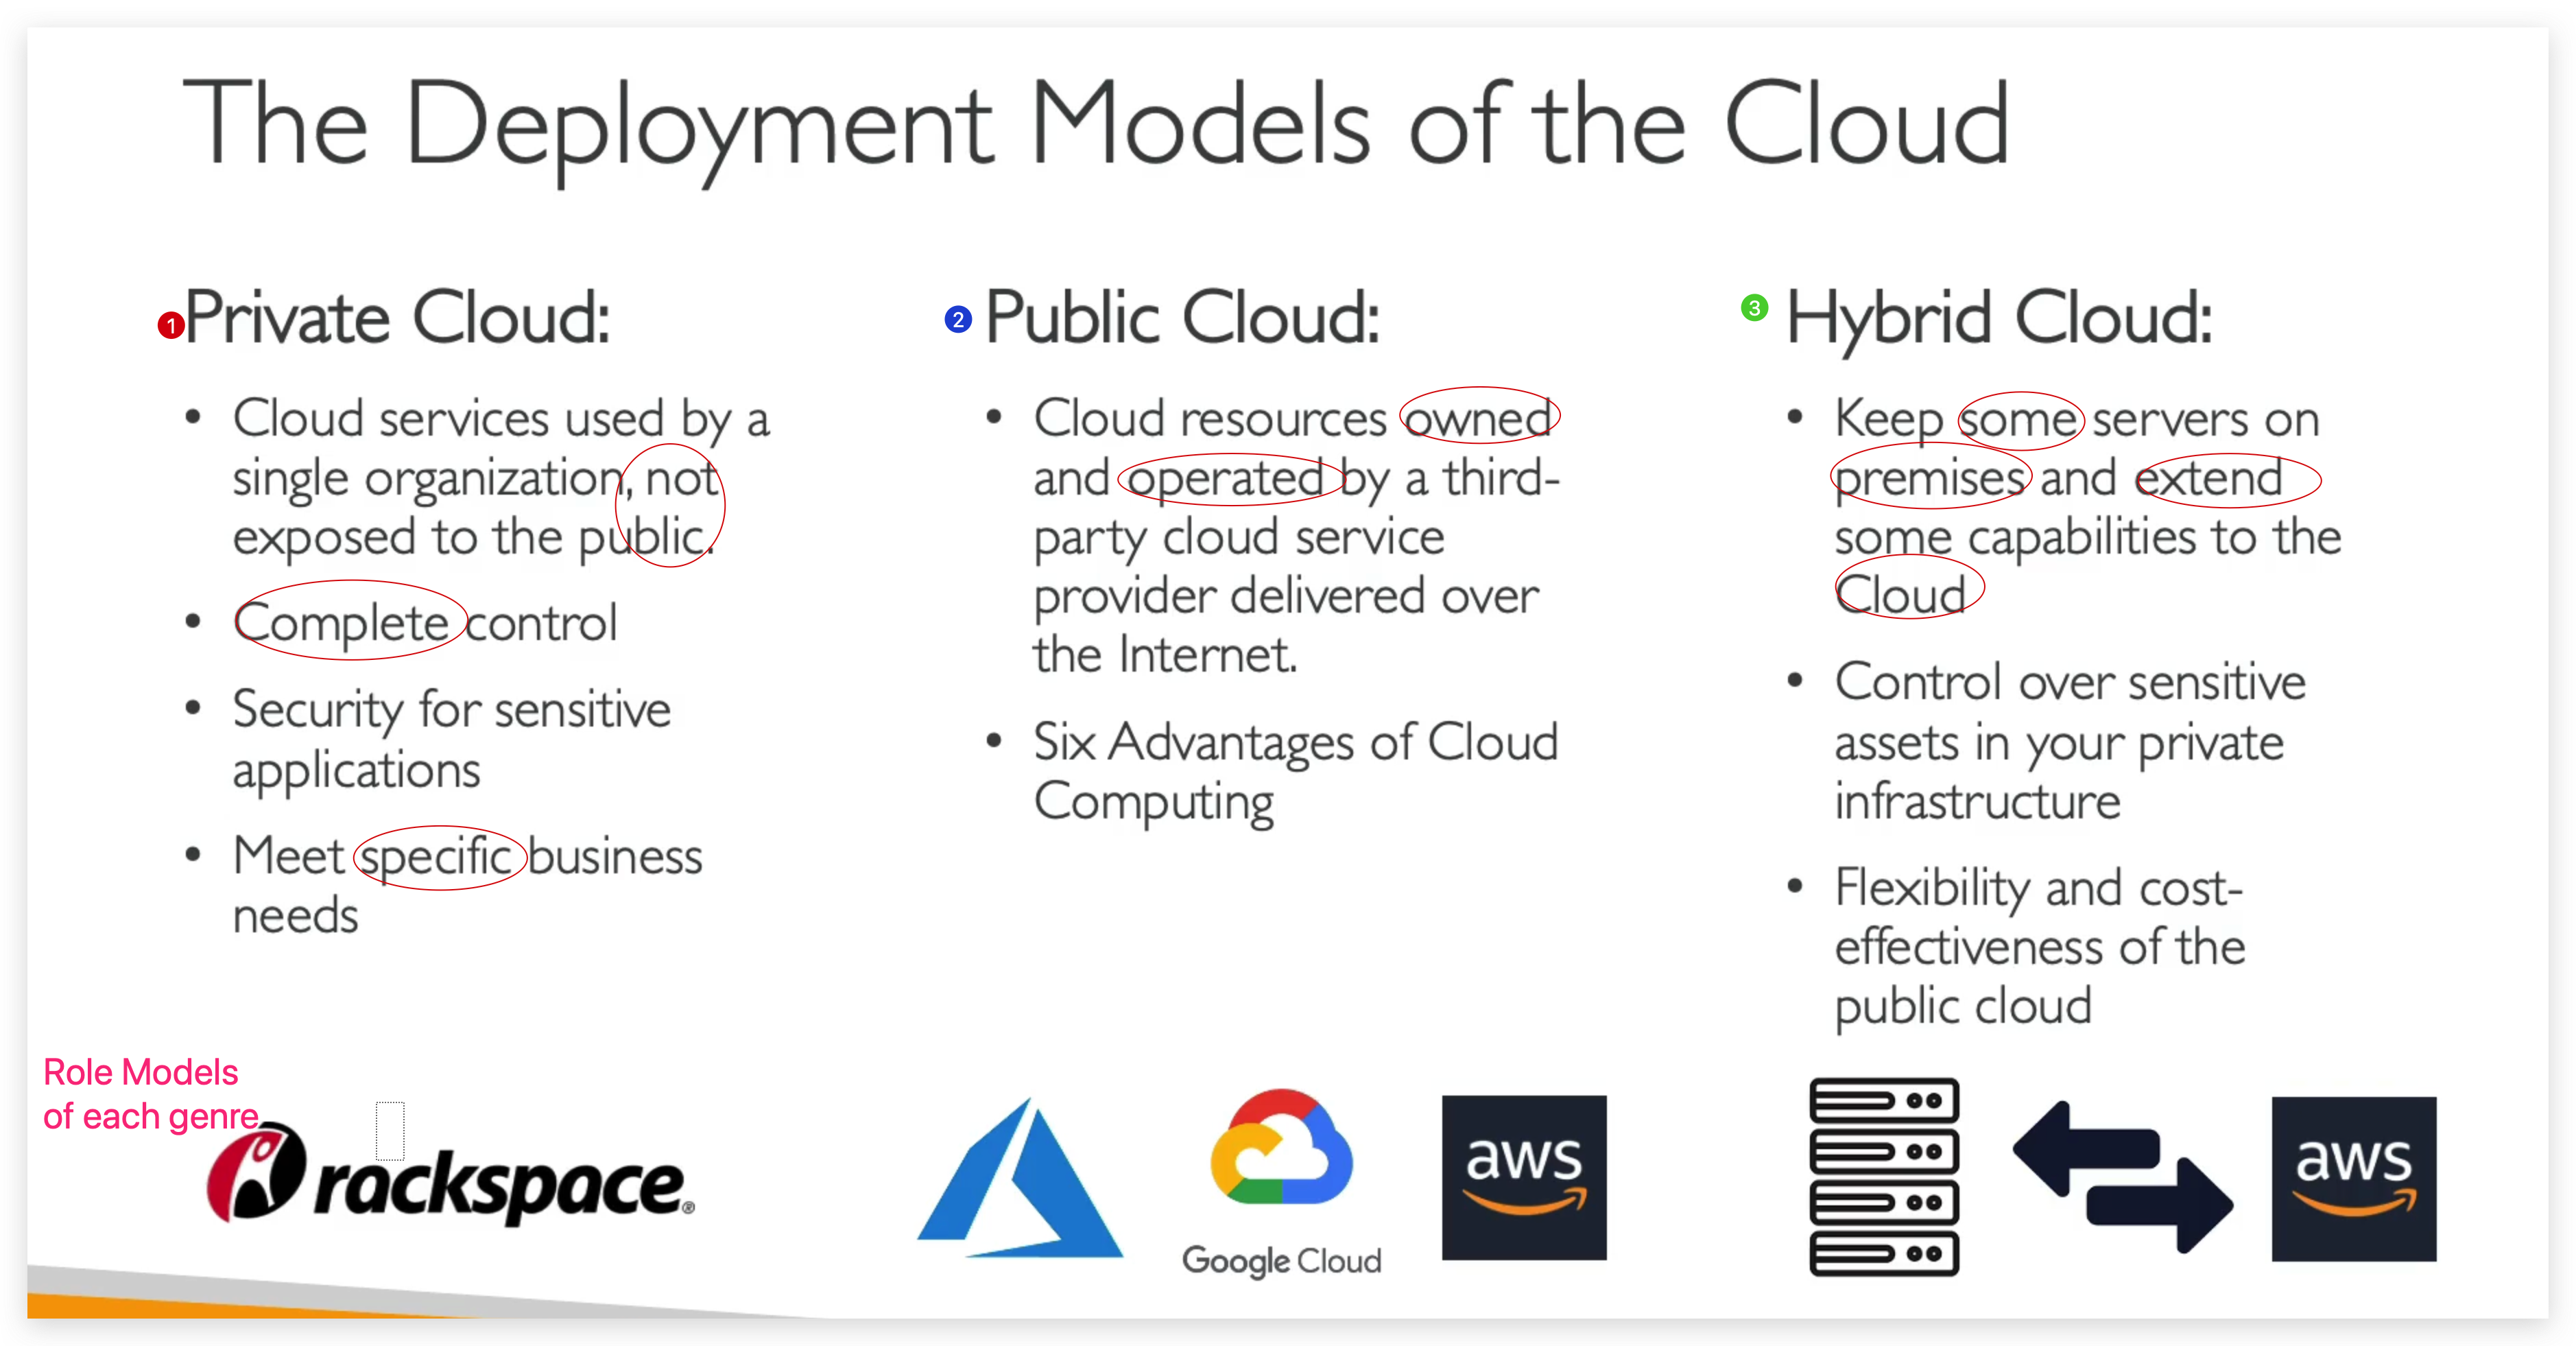 The Deployment Models of the Cloud
1
Private Cloud:
• Cloud services used by a
single organization, not
exposed to the public.
• Complete control
• Security for sensitive
applications
• Meet specific business
needs
2
Public Cloud:
• Cloud resources owned
and operated by a third-
party cloud service
provider delivered over
the Internet.
• Six Advantages of Cloud
Computing
3
Hybrid Cloud:
• Keep some servers on
premises and extend
some capabilities to the
Cloud
• Control over sensitive
assets in your private
infrastructure
• Flexibility and cost-
effectiveness of the
public cloud
Role Models
of each genre
rackspace®
Google Cloud
aws
aws